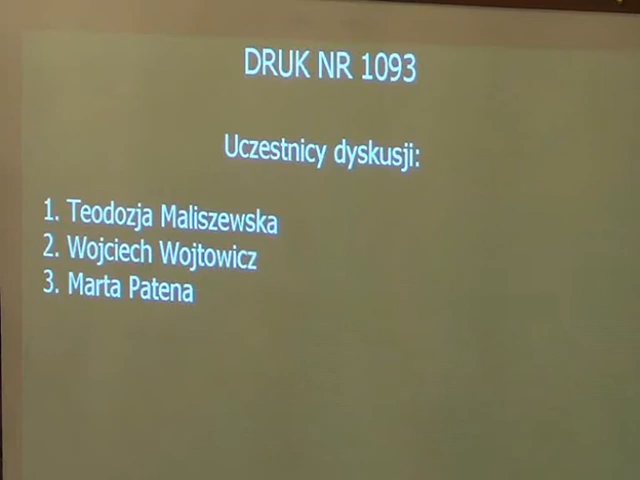 DRUK NR 1093
Uczestnicy dyskusji:
1. Teodozja Maliszewska
2. Wojciech Wojtowicz
3. Marta Patena